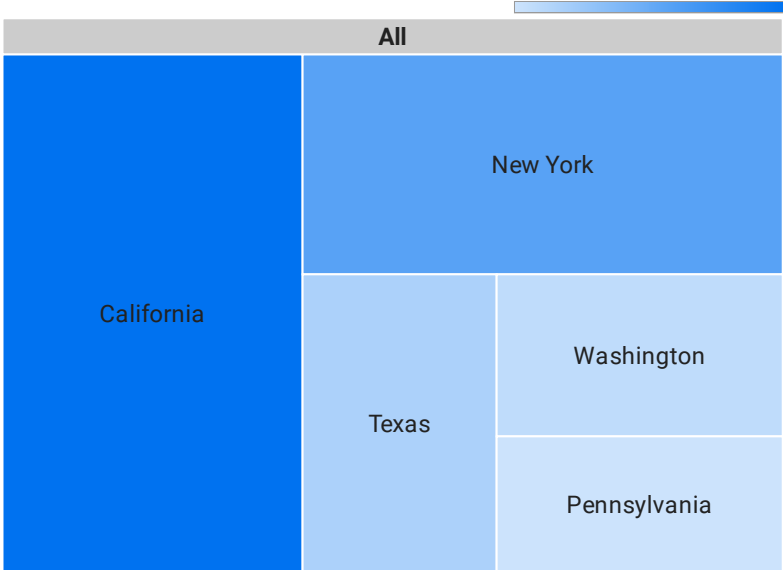 All
California
New York
Texas
Washington
Pennsylvania